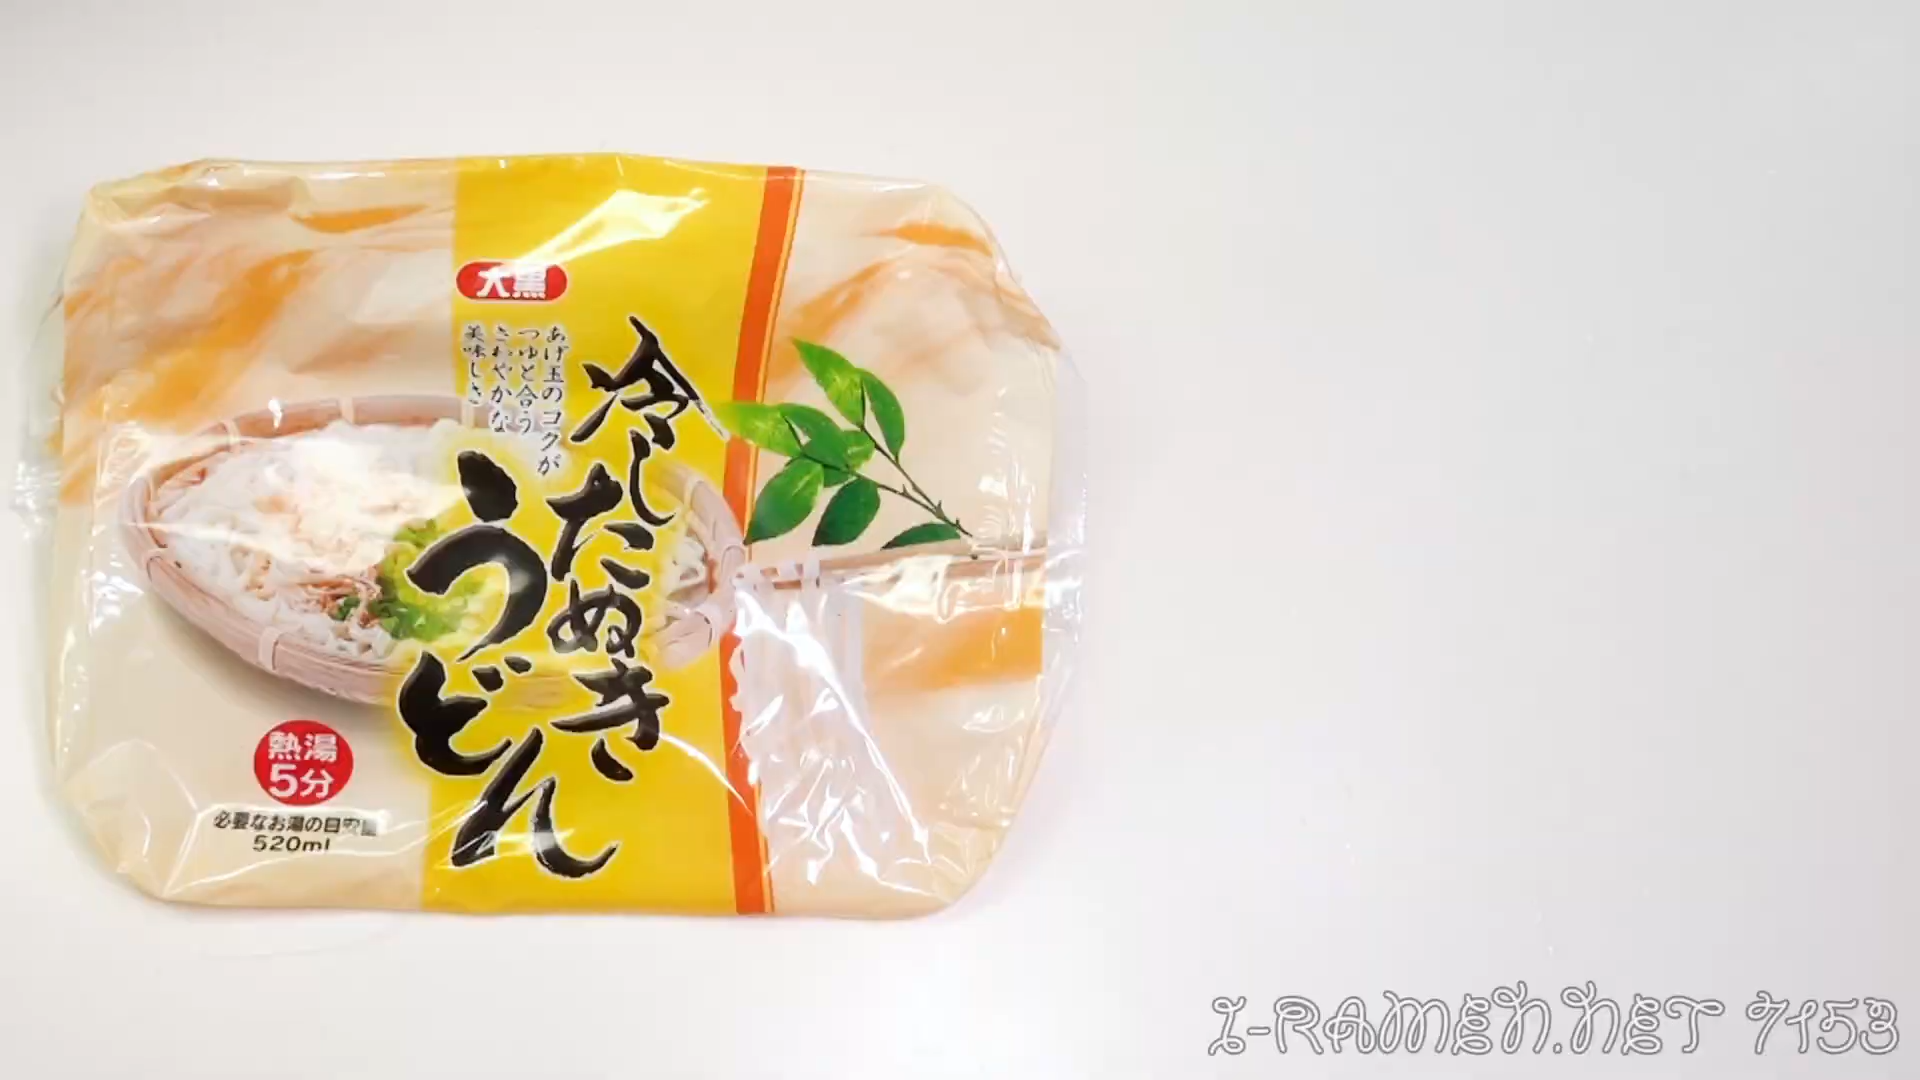 大黒
冷したぬき
うどん
あげ玉のコクが
つゆと合う
さわやかな
美味しさ
熱湯
5分
必要なお湯の目安量
520ml
I-RAMEN.NET 7153